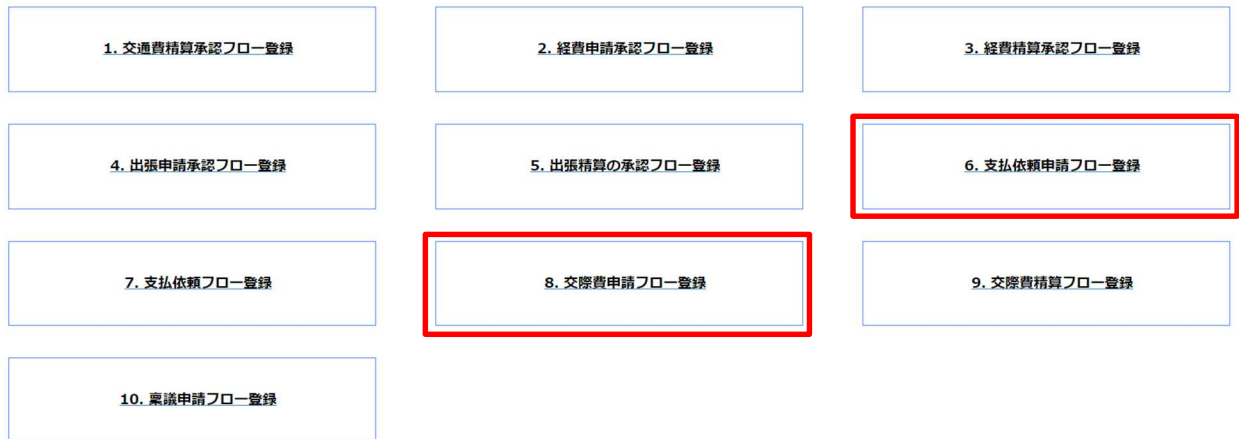 1. 交通費精算承認フロー登録
2. 経費申請承認フロー登録
3. 経費精算承認フロー登録
4. 出張申請承認フロー登録
5. 出張精算の承認フロー登録
6. 支払依頼申請フロー登録
7. 支払依頼フロー登録
8. 交際費申請フロー登録
9. 交際費精算フロー登録
10. 稟議申請フロー登録